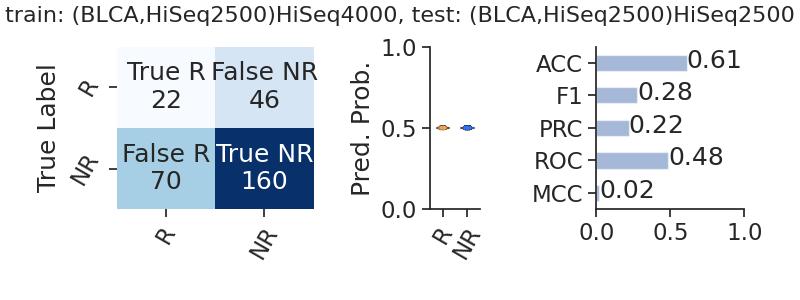 train: (BLCA,HiSeq2500)HiSeq4000, test: (BLCA,HiSeq2500)HiSeq2500
True Label
R
NR
True R
22
False NR
46
False R
70
True NR
160
R
NR
Pred. Prob.
1.0
0.5
0.0
R
NR
ACC
0.61
F1
0.28
PRC
0.22
ROC
0.48
MCC
0.02
0.0
0.5
1.0